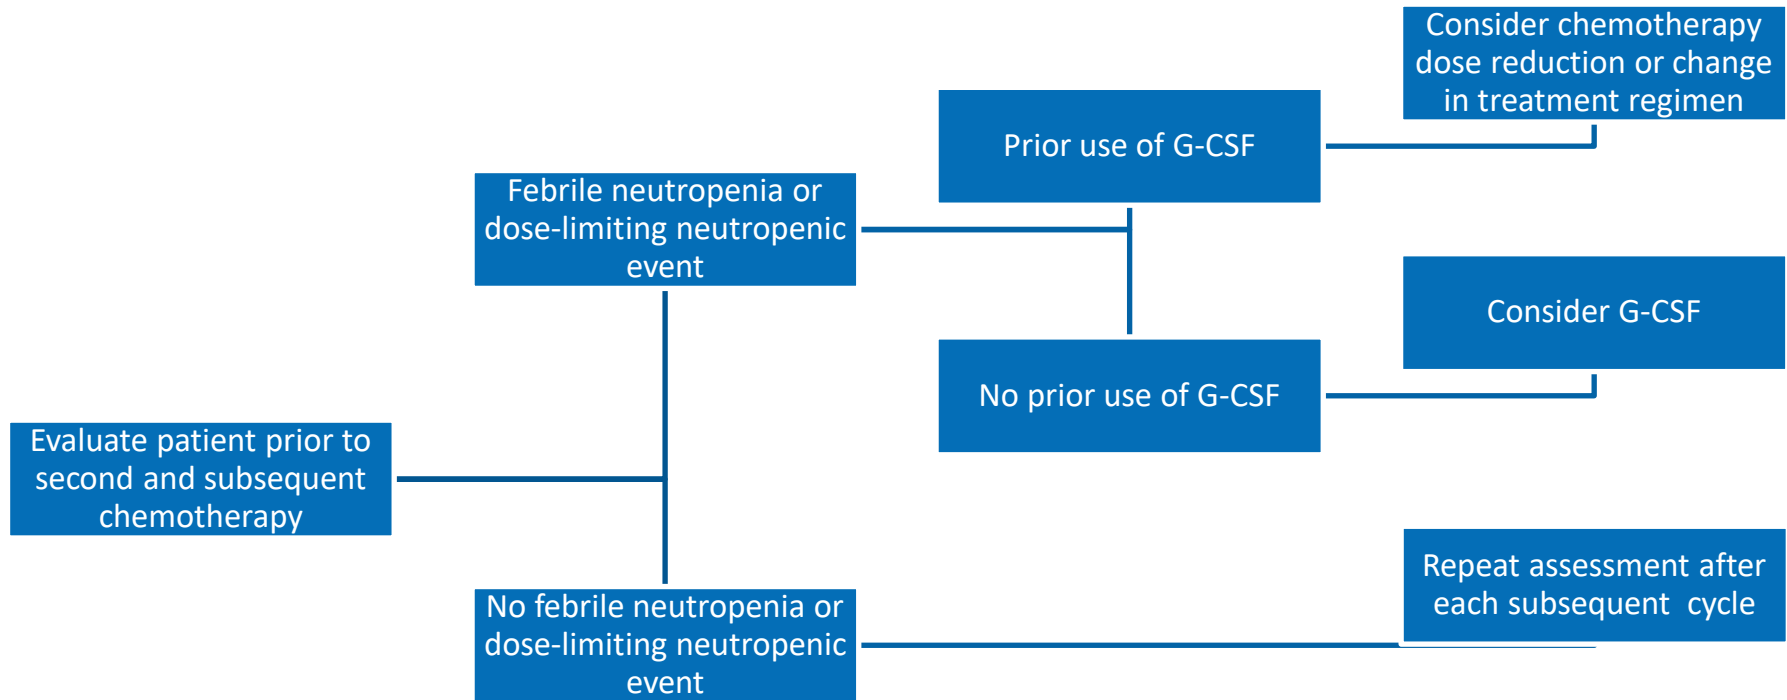 Evaluate patient prior to
second and subsequent
chemotherapy
Febrile neutropenia or
dose-limiting neutropenic
event
Prior use of G-CSF
Consider chemotherapy
dose reduction or change
in treatment regimen
No prior use of G-CSF
Consider G-CSF
No febrile neutropenia or
dose-limiting neutropenic
event
Repeat assessment after
each subsequent cycle